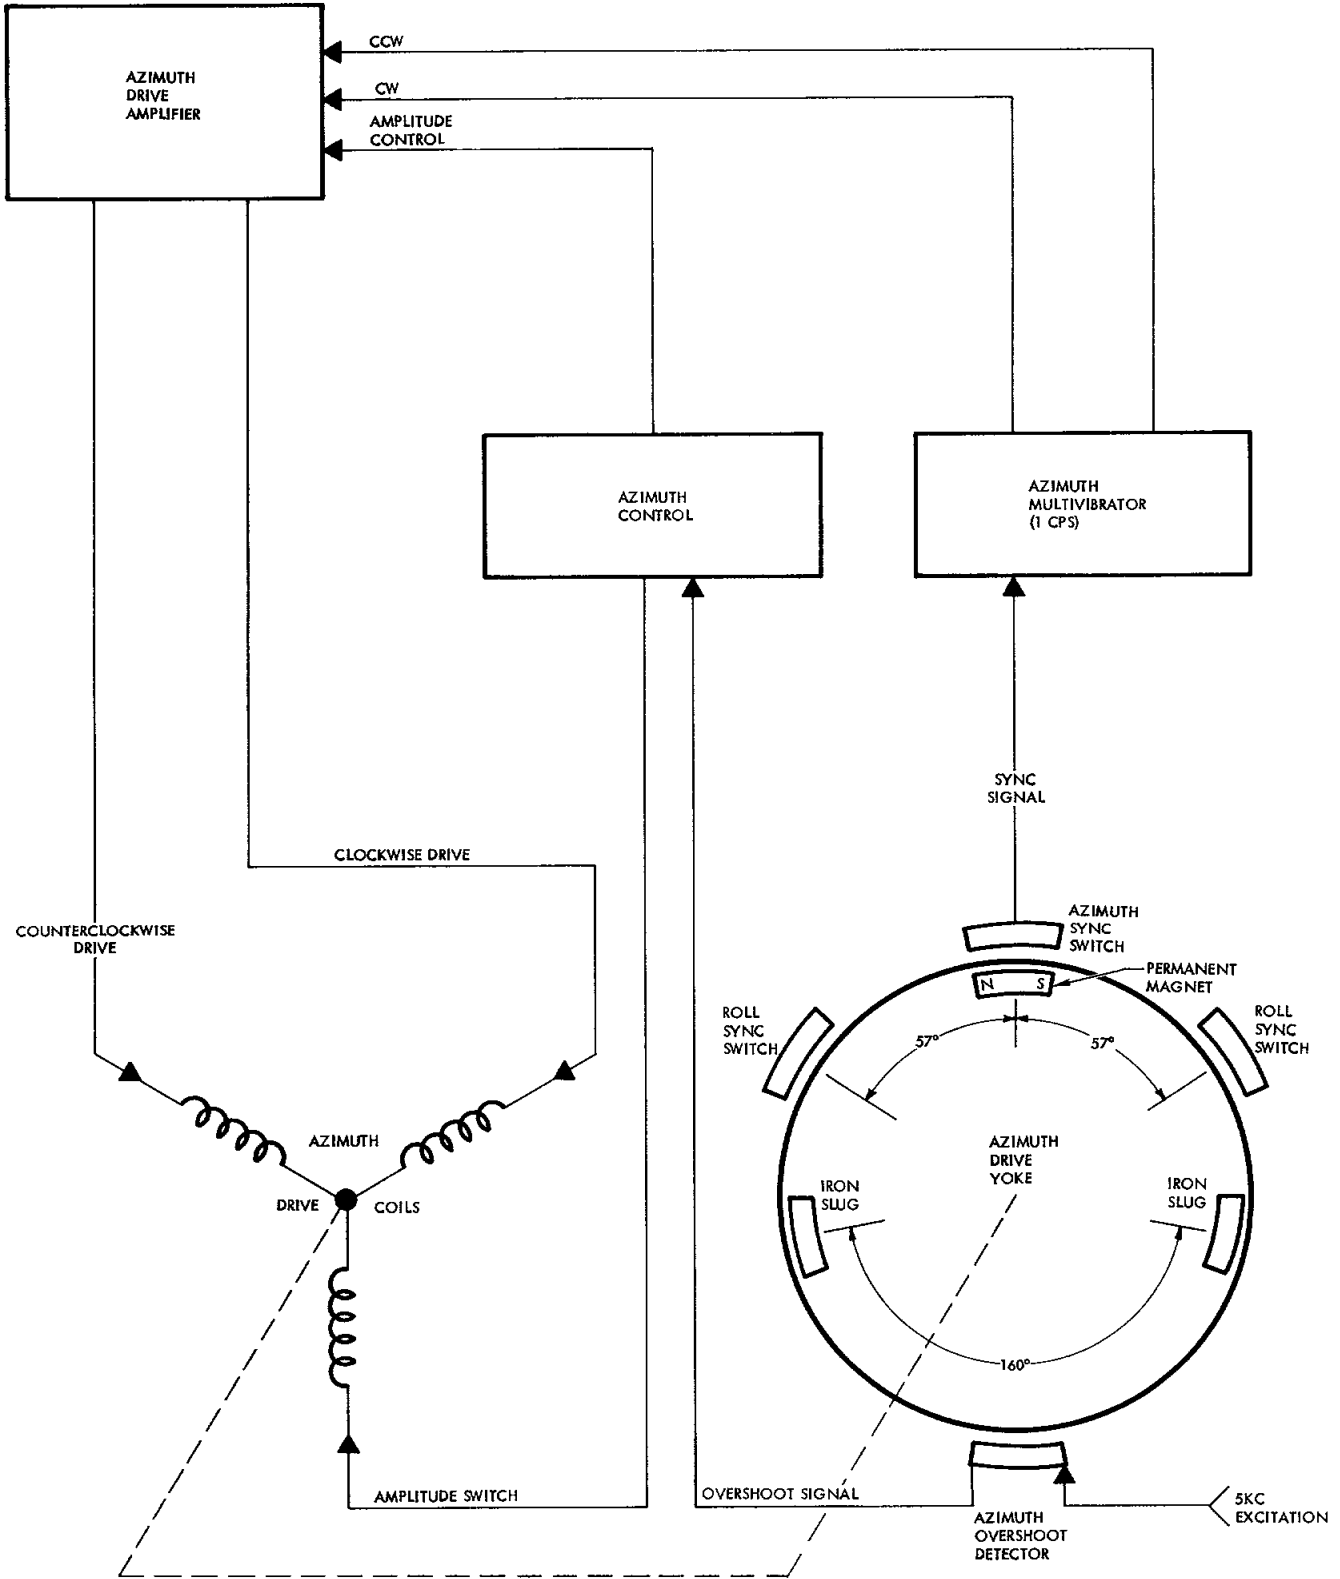 CCW
AZIMUTH
DRIVE
AMPLIFIER
CW
AMPLITUDE
CONTROL
AZIMUTH
CONTROL
AZIMUTH
MULTIVIBRATOR
(1 CPS)
SYNC
SIGNAL
CLOCKWISE DRIVE
COUNTERCLOCKWISE
DRIVE
AZIMUTH
SYNC
SWITCH
PERMANENT
MAGNET
N S
ROLL
SYNC
SWITCH
ROLL
SYNC
SWITCH
57°
57°
AZIMUTH
DRIVE COILS
AZIMUTH
DRIVE
YOKE
IRON
SLUG
IRON
SLUG
160°
AMPLITUDE SWITCH
OVERSHOOT SIGNAL
AZIMUTH
OVERSHOOT
DETECTOR
5KC
EXCITATION